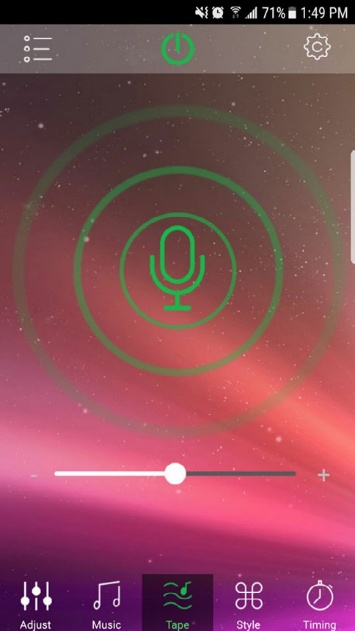 71% 1:49 PM
C
- +
Adjust Music Tape Style Timing